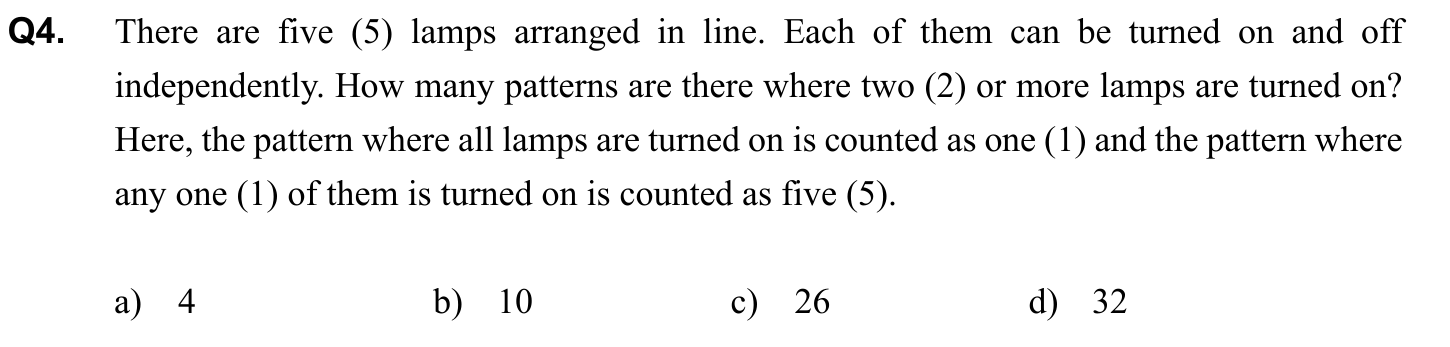 Q4. There are five (5) lamps arranged in line. Each of them can be turned on and off
independently. How many patterns are there where two (2) or more lamps are turned on?
Here, the pattern where all lamps are turned on is counted as one (1) and the pattern where
any one (1) of them is turned on is counted as five (5).
a) 4 b) 10 c) 26 d) 32